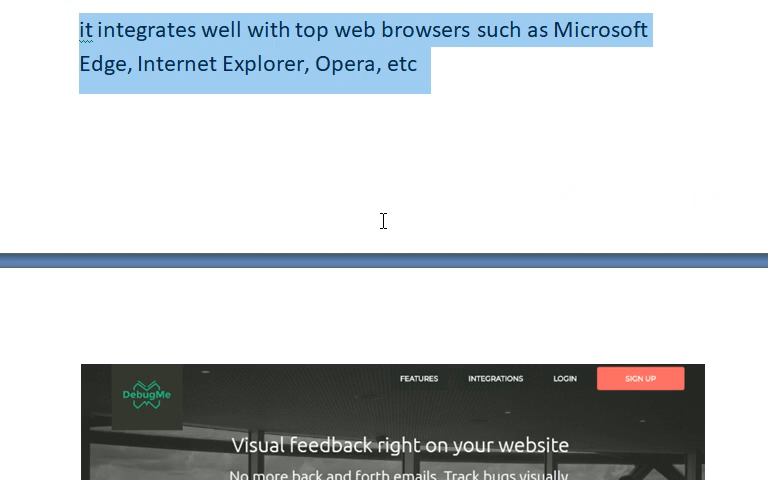 it integrates well with top web browsers such as Microsoft
Edge, Internet Explorer, Opera, etc
FEATURES INTEGRATIONS LOGIN SIGN UP
DebugMe
Visual feedback right on your website
No more back and forth emails. Track bugs visually